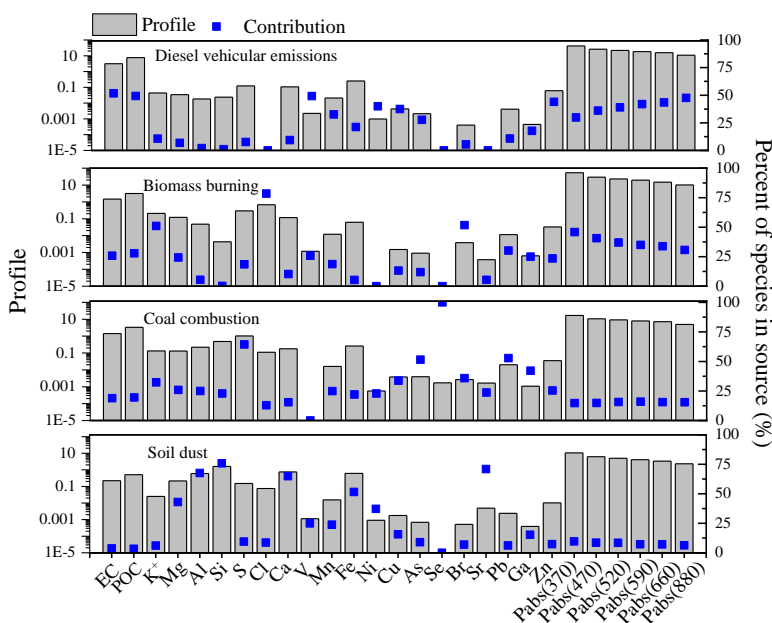 Profile Contribution
Diesel vehicular emissions
10
0.1
0.001
1E-5
100
75
50
25
0
Biomass burning
10
0.1
0.001
1E-5
100
75
50
25
0
Coal combustion
10
0.1
0.001
1E-5
100
75
50
25
0
Soil dust
10
0.1
0.001
1E-5
100
75
50
25
0
Profile
Percent of species in source (%)
EC POC K⁺ Mg Al Si S Cl Ca V Mn Fe Ni Cu As Se Br Sr Pb Ga Zn Pabs(370) Pabs(470) Pabs(520) Pabs(590) Pabs(660) Pabs(880)